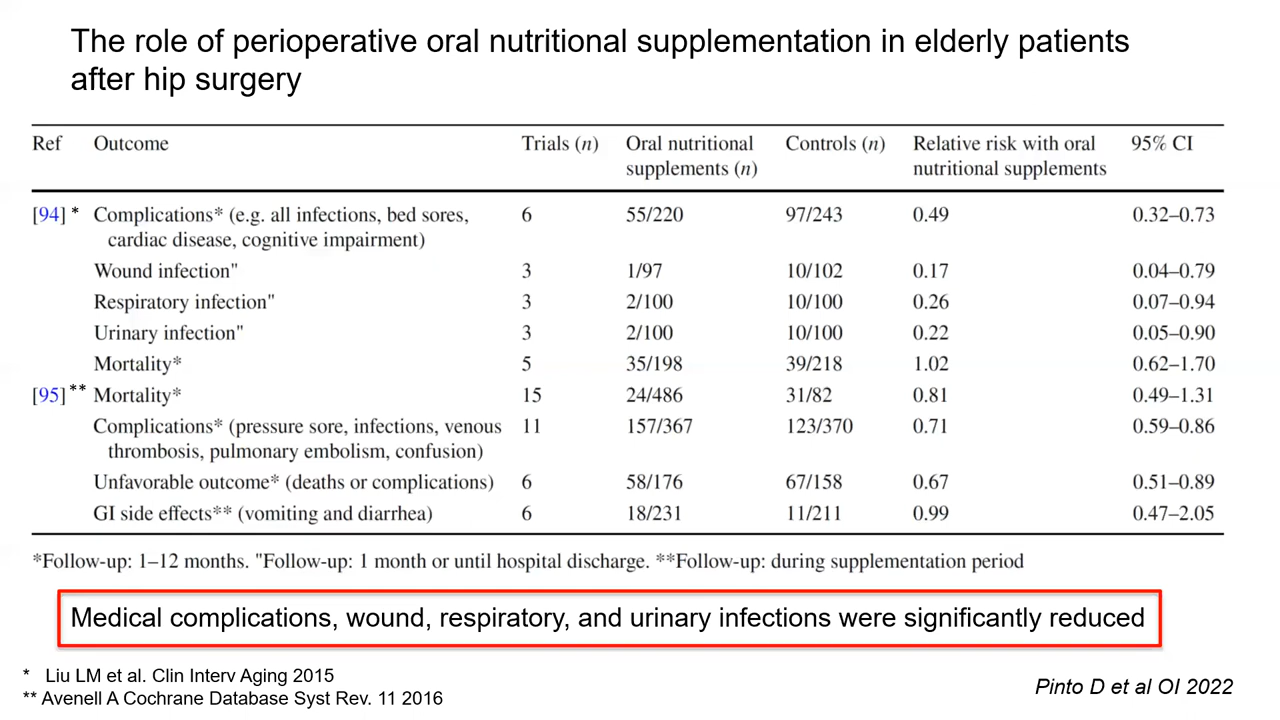 The role of perioperative oral nutritional supplementation in elderly patients
after hip surgery
Ref Outcome Trials (n) Oral nutritional supplements (n) Controls (n) Relative risk with oral nutritional supplements 95% CI
[94] * Complications* (e.g. all infections, bed sores, cardiac disease, cognitive impairment) 6 55/220 97/243 0.49 0.32–0.73
Wound infection" 3 1/97 10/102 0.17 0.04–0.79
Respiratory infection" 3 2/100 10/100 0.26 0.07–0.94
Urinary infection" 3 2/100 10/100 0.22 0.05–0.90
Mortality* 5 35/198 39/218 1.02 0.62–1.70
[95] ** Mortality* 15 24/486 31/82 0.81 0.49–1.31
Complications* (pressure sore, infections, venous thrombosis, pulmonary embolism, confusion) 11 157/367 123/370 0.71 0.59–0.86
Unfavorable outcome* (deaths or complications) 6 58/176 67/158 0.67 0.51–0.89
GI side effects** (vomiting and diarrhea) 6 18/231 11/211 0.99 0.47–2.05
*Follow-up: 1–12 months. "Follow-up: 1 month or until hospital discharge. **Follow-up: during supplementation period
Medical complications, wound, respiratory, and urinary infections were significantly reduced
* Liu LM et al. Clin Interv Aging 2015
** Avenell A Cochrane Database Syst Rev. 11 2016
Pinto D et al OI 2022